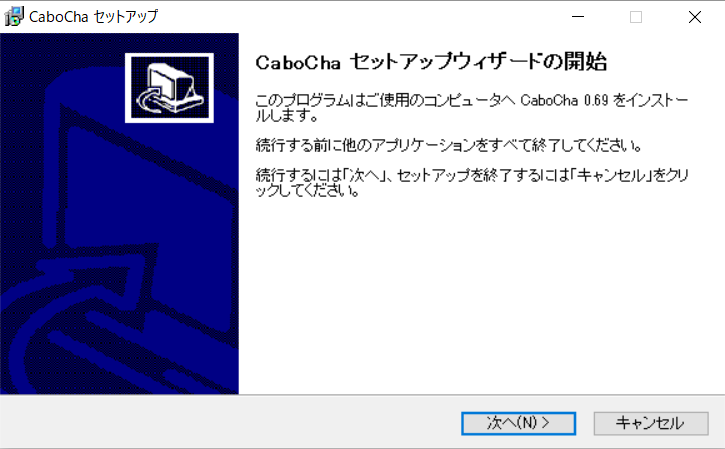 CaboCha セットアップ
CaboCha セットアップウィザードの開始
このプログラムはご使用のコンピュータへ CaboCha 0.69 をインストー
ルします。
続行する前に他のアプリケーションをすべて終了してください。
続行するには「次へ」、セットアップを終了するには「キャンセル」をクリ
ックしてください。
次へ(N) >
キャンセル